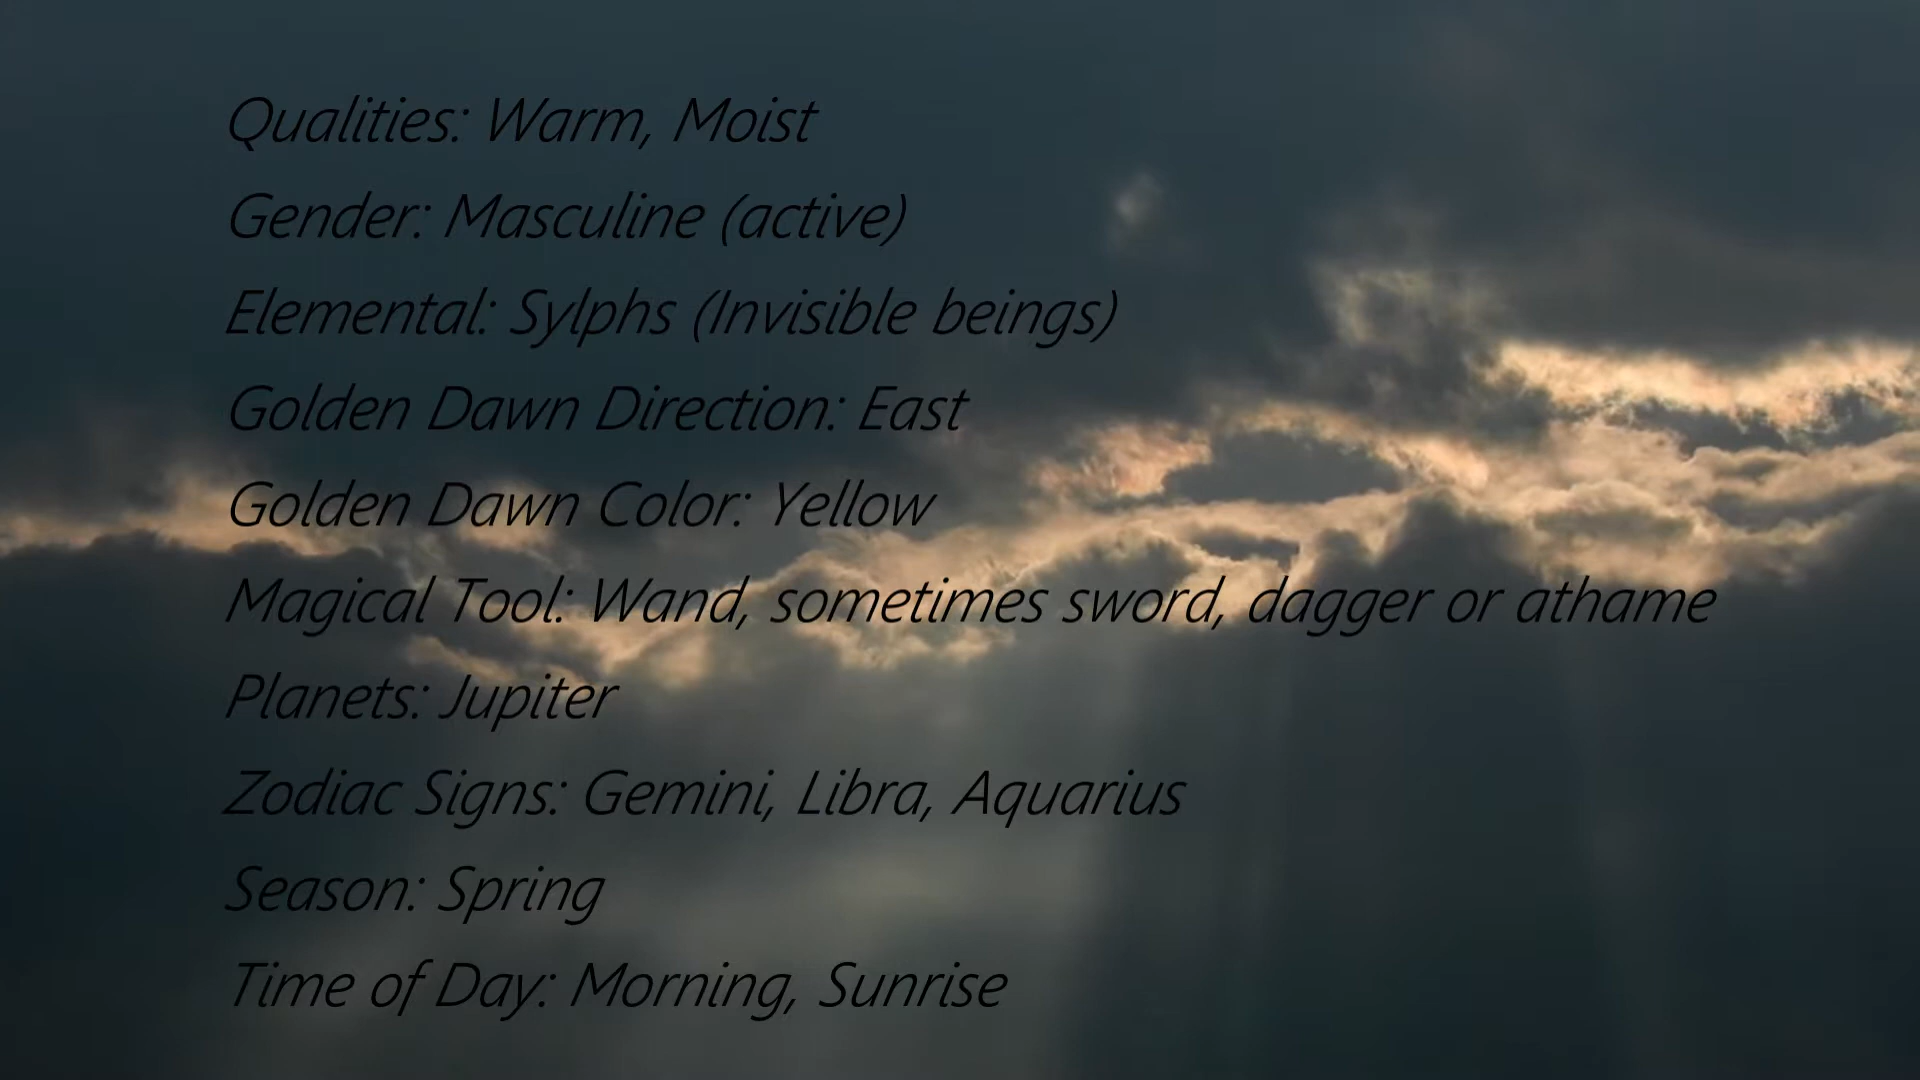 Qualities: Warm, Moist
Gender: Masculine (active)
Elemental: Sylphs (Invisible beings)
Golden Dawn Direction: East
Golden Dawn Color: Yellow
Magical Tool: Wand, sometimes sword, dagger or athame
Planets: Jupiter
Zodiac Signs: Gemini, Libra, Aquarius
Season: Spring
Time of Day: Morning, Sunrise